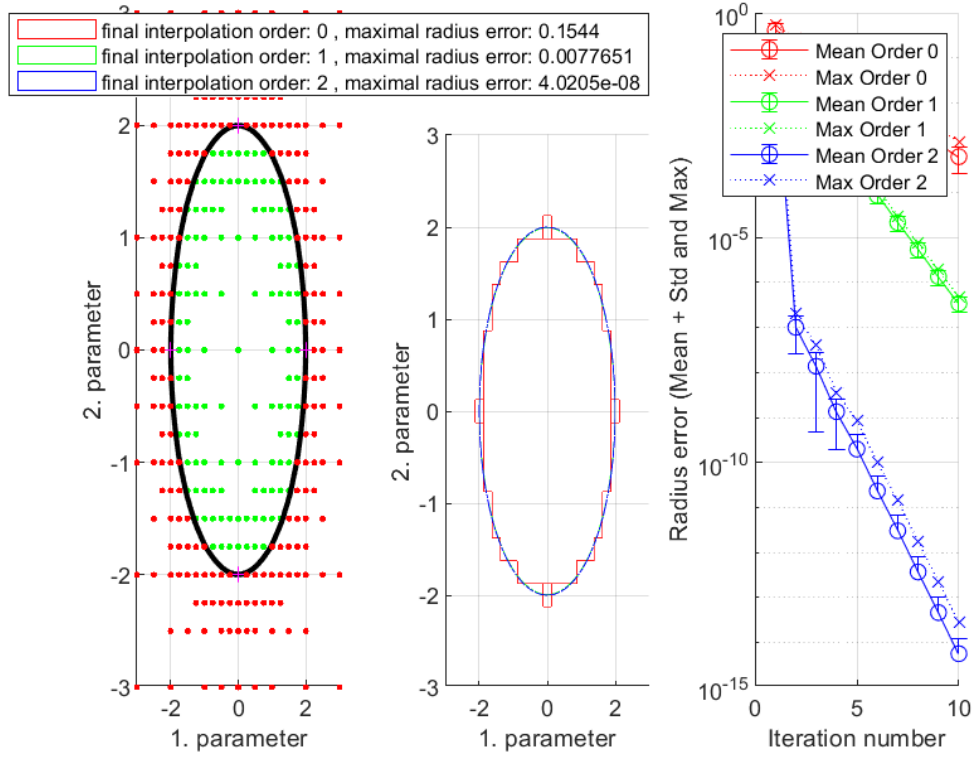 final interpolation order: 0 , maximal radius error: 0.1544
final interpolation order: 1 , maximal radius error: 0.0077651
final interpolation order: 2 , maximal radius error: 4.0205e-08
3
2
1
0
-1
-2
-3
2. parameter
-2 0 2
1. parameter
3
2
1
0
-1
-2
-3
2. parameter
-2 0 2
1. parameter
Mean Order 0
Max Order 0
Mean Order 1
Max Order 1
Mean Order 2
Max Order 2
10^0
10^-5
10^-10
10^-15
Radius error (Mean + Std and Max)
0 5 10
Iteration number